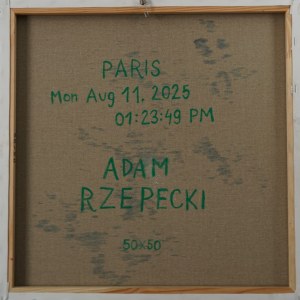 PARIS
Mon Aug 11. 2025
01:23:49 PM
ADAM
RZEPECKI
50x50